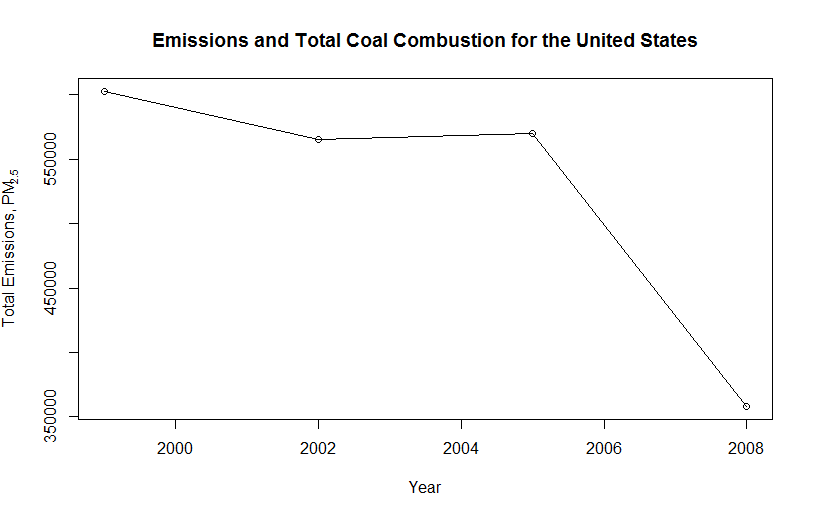 Emissions and Total Coal Combustion for the United States
Total Emissions, PM2.5
550000
450000
350000
2000 2002 2004 2006 2008
Year